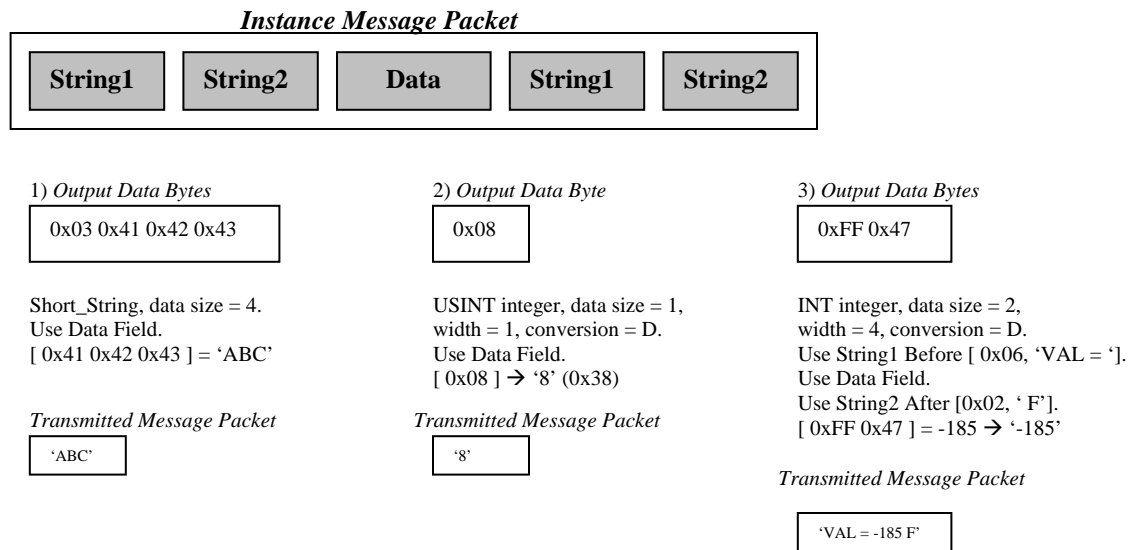 Instance Message Packet
String1 String2 Data String1 String2
1) Output Data Bytes
0x03 0x41 0x42 0x43
Short_String, data size = 4.
Use Data Field.
[ 0x41 0x42 0x43 ] = ‘ABC’
Transmitted Message Packet
‘ABC’
2) Output Data Byte
0x08
USINT integer, data size = 1,
width = 1, conversion = D.
Use Data Field.
[ 0x08 ] → ‘8’ (0x38)
Transmitted Message Packet
‘8’
3) Output Data Bytes
0xFF 0x47
INT integer, data size = 2,
width = 4, conversion = D.
Use String1 Before [ 0x06, ‘VAL = ‘].
Use Data Field.
Use String2 After [0x02, ‘ F’].
[ 0xFF 0x47 ] = -185 → ‘-185’
Transmitted Message Packet
‘VAL = -185 F’